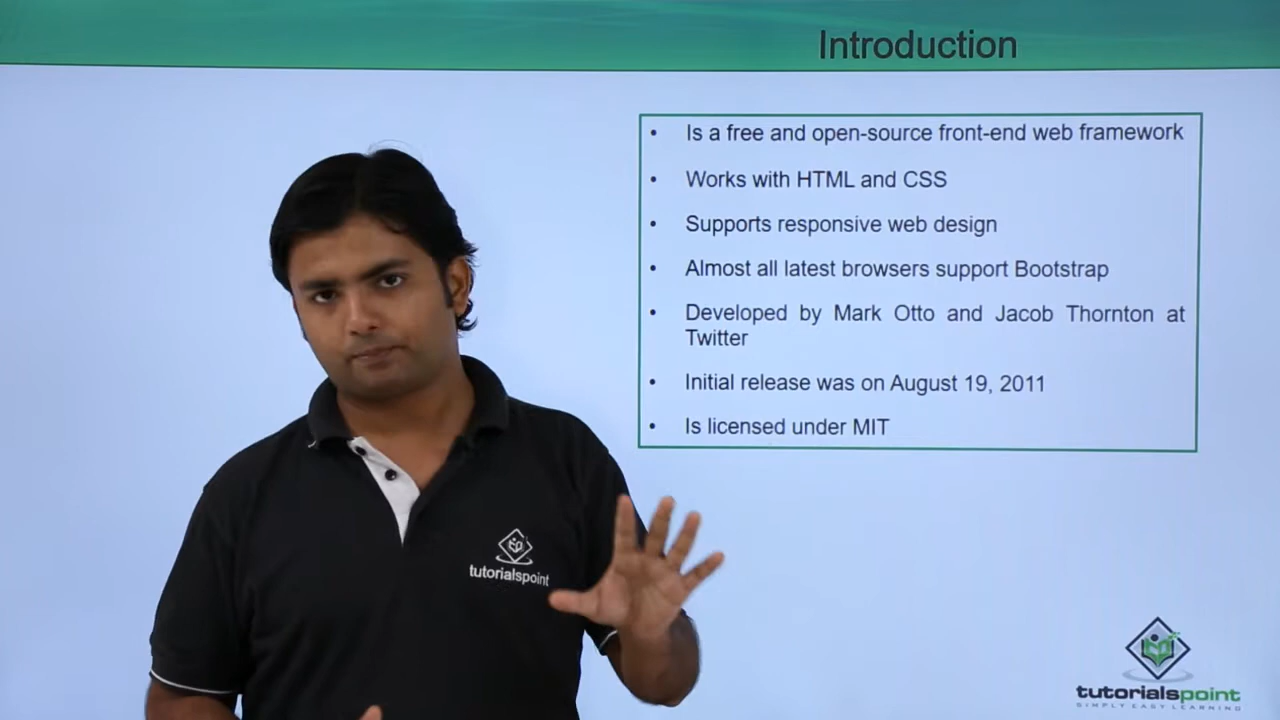 Introduction
• Is a free and open-source front-end web framework
• Works with HTML and CSS
• Supports responsive web design
• Almost all latest browsers support Bootstrap
• Developed by Mark Otto and Jacob Thornton at
Twitter
• Initial release was on August 19, 2011
• Is licensed under MIT
tutorialspoint
tutorialspoint
SIMPLY EASY LEARNING